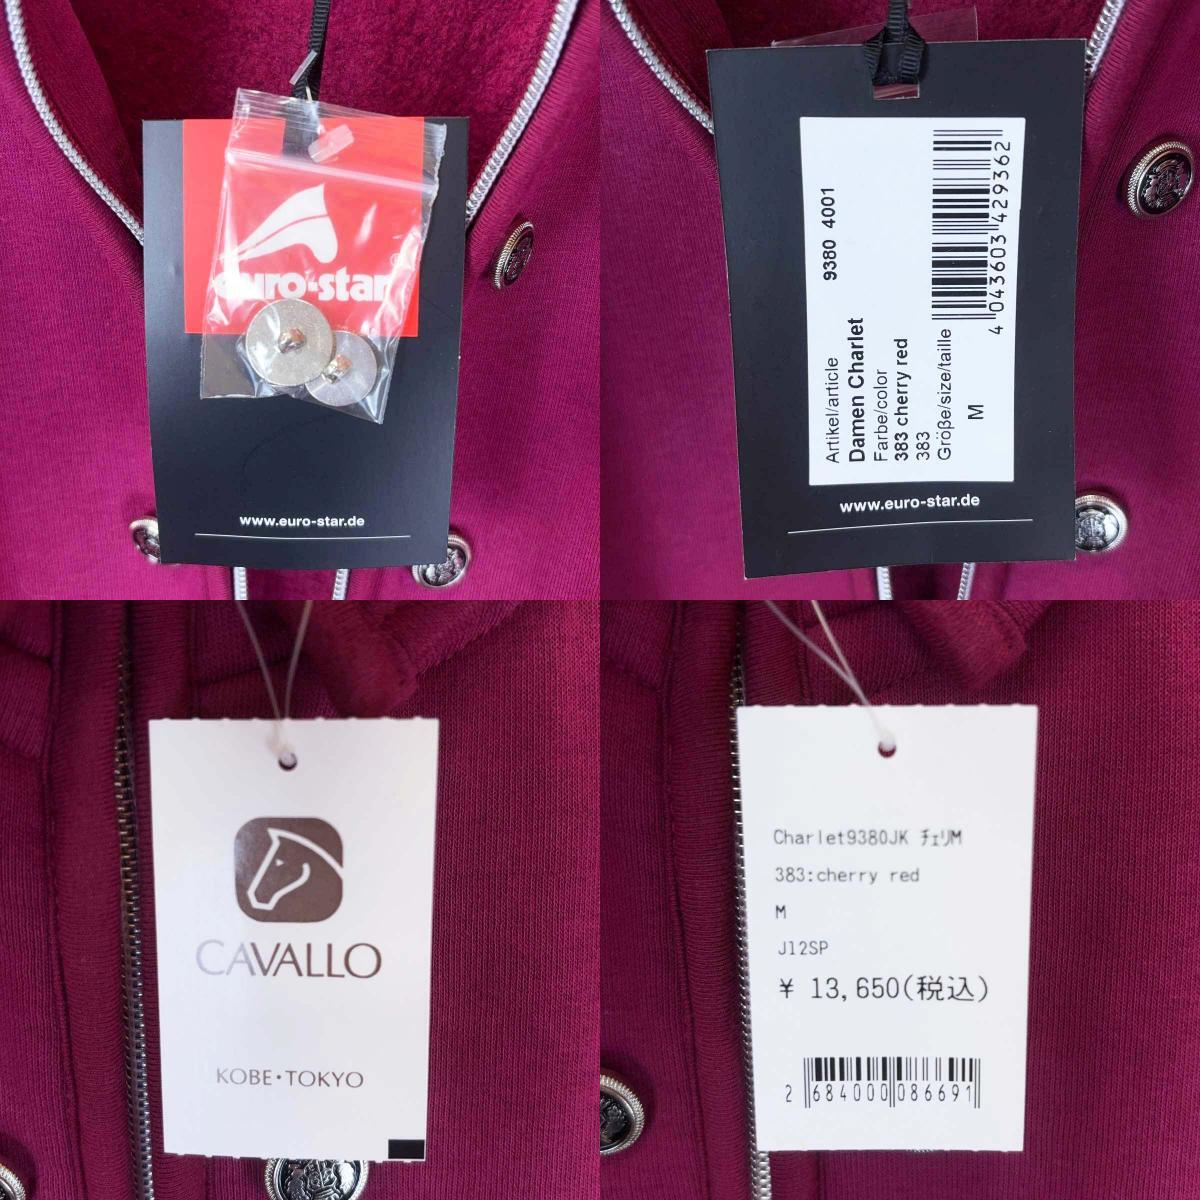 euro-star
www.euro-star.de
Artikel/article
9380 4001
Damen Charlet
Farbe/color
383 cherry red
383
Größe/size/taille
M
4 043603 429362
www.euro-star.de
CAVALLO
KOBE・TOKYO
Charlet9380JK ﾁｪﾘM
383:cherry red
M
J12SP
¥ 13,650(税込)
2 684000 086691